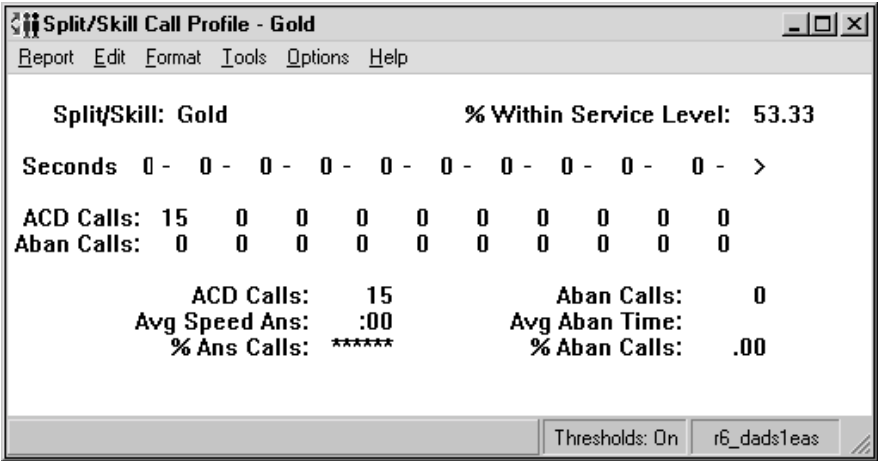 Split/Skill Call Profile - Gold
Report Edit Format Tools Options Help
Split/Skill: Gold % Within Service Level: 53.33
Seconds 0 - 0 - 0 - 0 - 0 - 0 - 0 - 0 - 0 - 0 - >
ACD Calls: 15 0 0 0 0 0 0 0 0 0
Aban Calls: 0 0 0 0 0 0 0 0 0 0
ACD Calls: 15 Aban Calls: 0
Avg Speed Ans: :00 Avg Aban Time:
% Ans Calls: ****** % Aban Calls: .00
Thresholds: On r6_dads1eas